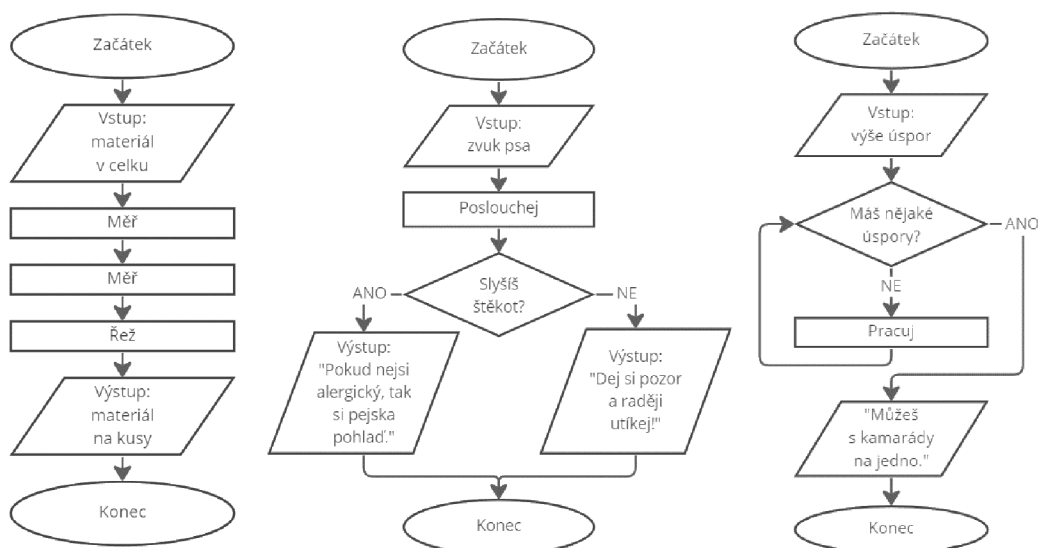 Začátek
Vstup:
materiál
v celku
Měř
Měř
Řež
Výstup:
materiál
na kusy
Konec
Začátek
Vstup:
zvuk psa
Poslouchej
Slyšíš
štěkot?
ANO
NE
Výstup:
"Pokud nejsi
alergický, tak
si pejska
pohlaď."
Výstup:
"Dej si pozor
a raději
utíkej!"
Konec
Začátek
Vstup:
výše úspor
Máš nějaké
úspory?
ANO
NE
Pracuj
"Můžeš
s kamarády
na jedno."
Konec